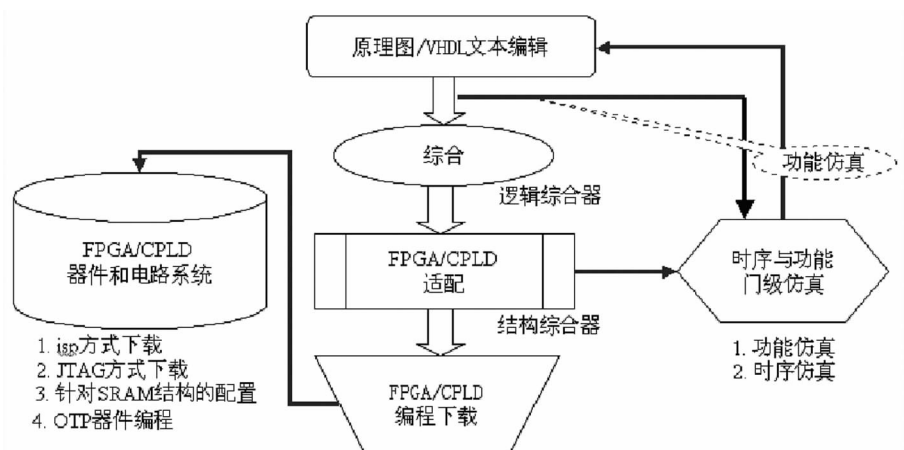 原理图/VHDL文本编辑
综合
功能仿真
逻辑综合器
FPGA/CPLD
器件和电路系统
FPGA/CPLD
适配
时序与功能
门级仿真
结构综合器
1. isp方式下载
2. JTAG方式下载
3. 针对SRAM结构的配置
4. OTP器件编程
1. 功能仿真
2. 时序仿真
FPGA/CPLD
编程下载